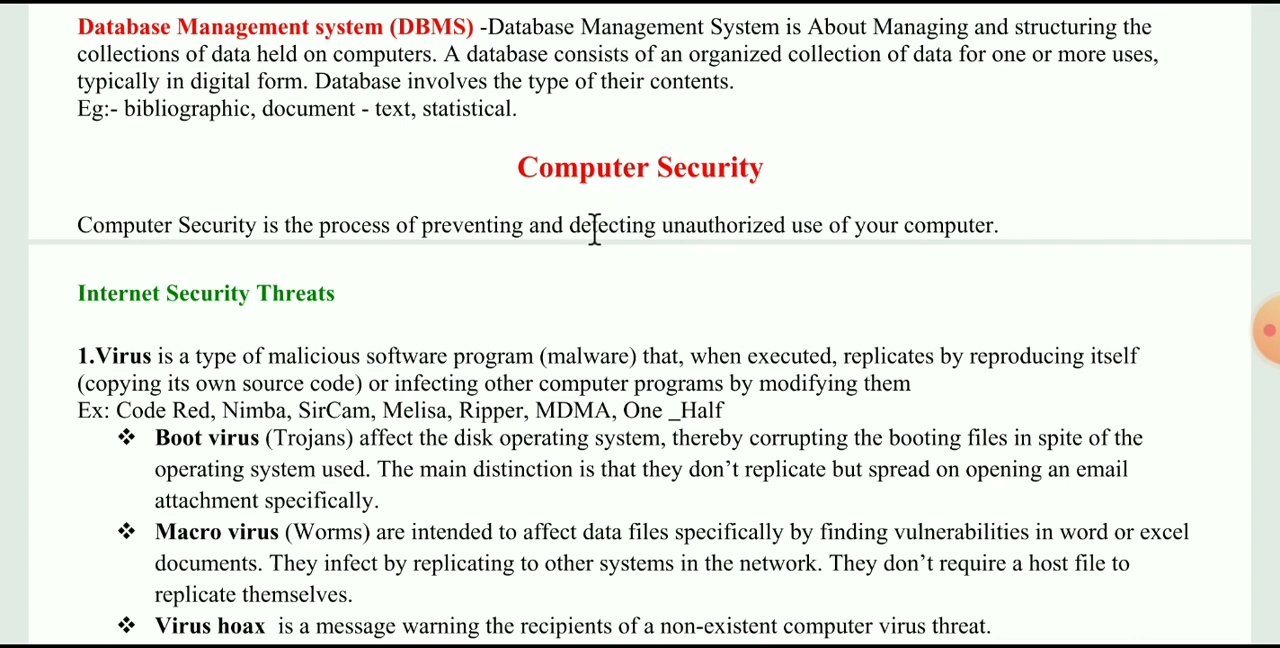 Database Management system (DBMS) -Database Management System is About Managing and structuring the
collections of data held on computers. A database consists of an organized collection of data for one or more uses,
typically in digital form. Database involves the type of their contents.
Eg:- bibliographic, document - text, statistical.
Computer Security
Computer Security is the process of preventing and detecting unauthorized use of your computer.
Internet Security Threats
1.Virus is a type of malicious software program (malware) that, when executed, replicates by reproducing itself
(copying its own source code) or infecting other computer programs by modifying them
Ex: Code Red, Nimba, SirCam, Melisa, Ripper, MDMA, One _Half
❖ Boot virus (Trojans) affect the disk operating system, thereby corrupting the booting files in spite of the
operating system used. The main distinction is that they don’t replicate but spread on opening an email
attachment specifically.
❖ Macro virus (Worms) are intended to affect data files specifically by finding vulnerabilities in word or excel
documents. They infect by replicating to other systems in the network. They don’t require a host file to
replicate themselves.
❖ Virus hoax is a message warning the recipients of a non-existent computer virus threat.